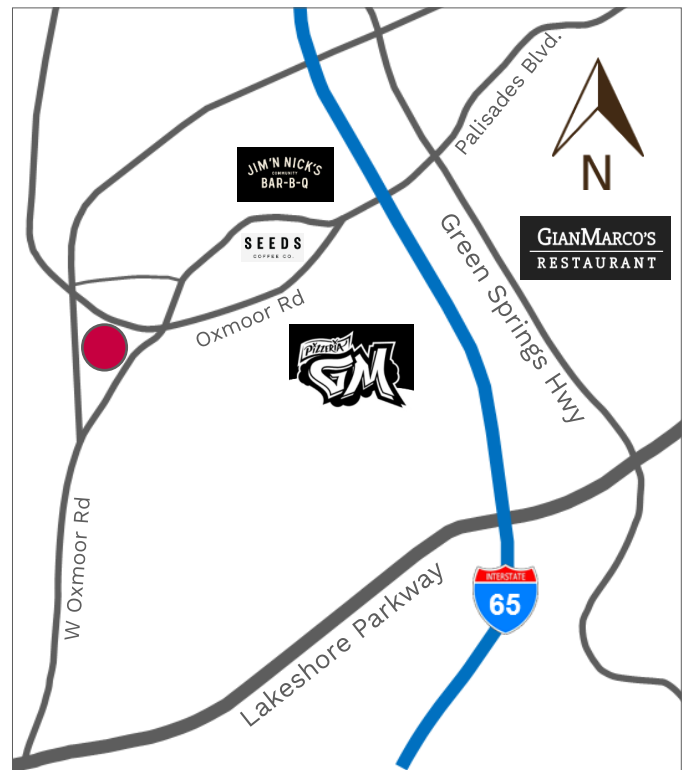 Palisades Blvd.
N
JIM 'N NICK'S
COMMUNITY
BAR-B-Q
SEEDS
COFFEE CO.
GIANMARCO'S
RESTAURANT
Green Springs Hwy
Oxmoor Rd
PIZZERIA
GM
W Oxmoor Rd
Lakeshore Parkway
INTERSTATE
65